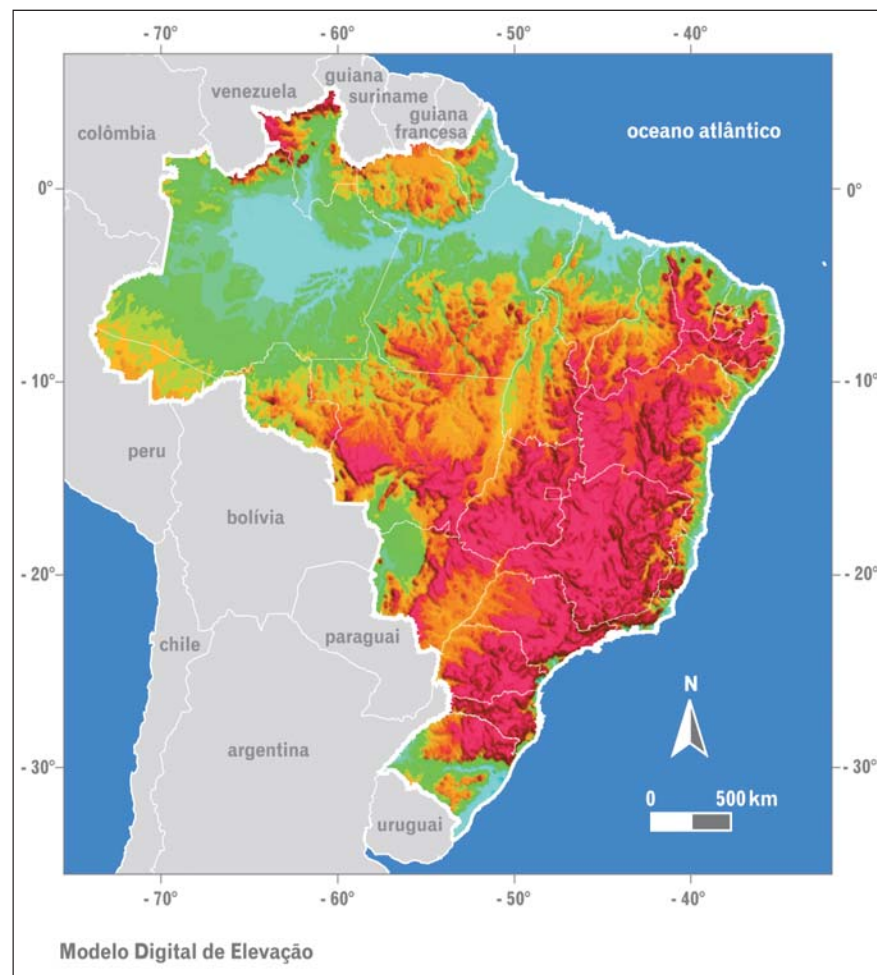 - 70° - 60° - 50° - 40°
guiana
venezuela
suriname
guiana
francesa
colômbia
oceano atlântico
0° 0°
- 10° - 10°
peru
bolívia
- 20° - 20°
paraguai
chile
N
argentina
- 30° - 30°
0 500 km
uruguai
- 70° - 60° - 50° - 40°
Modelo Digital de Elevação